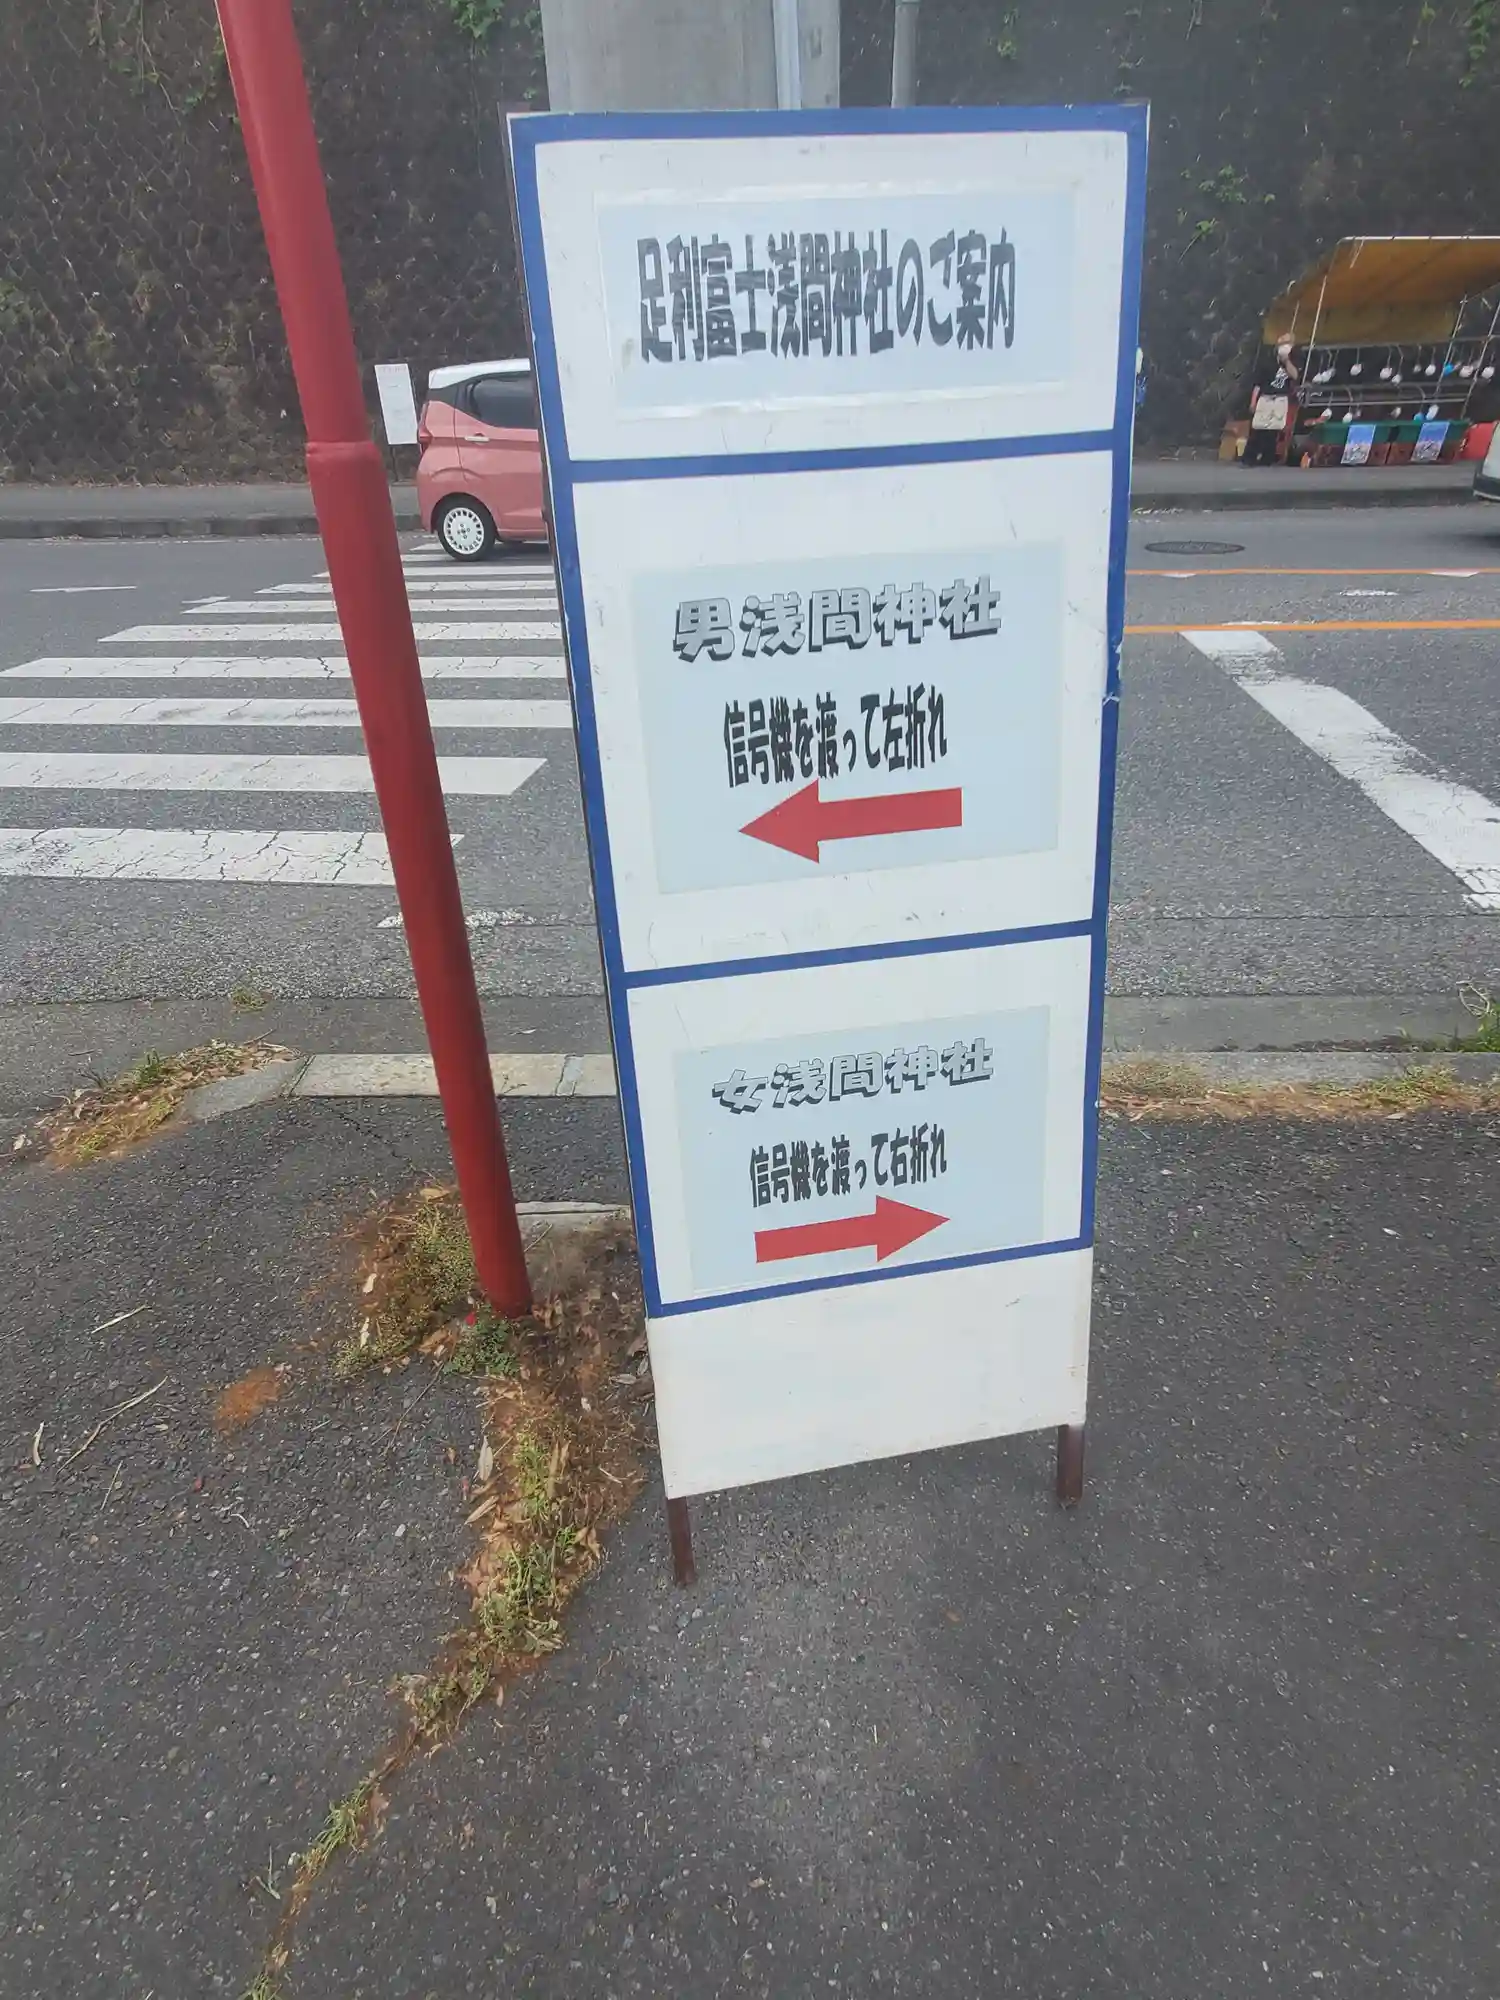 足利富士浅間神社のご案内
男浅間神社
信号機を渡って左折れ
女浅間神社
信号機を渡って右折れ